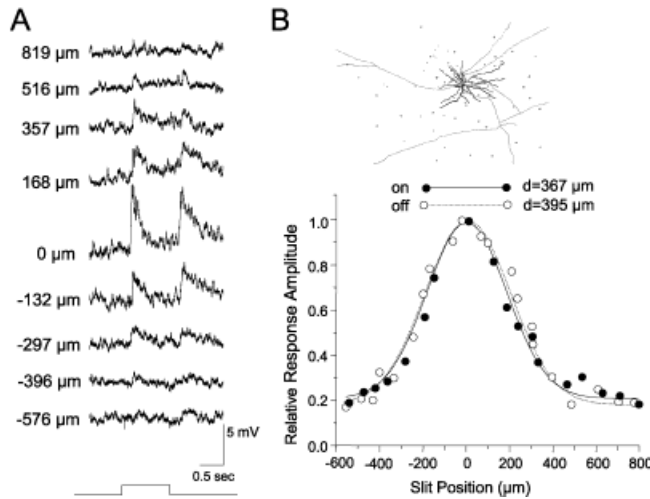 A
819 µm
516 µm
357 µm
168 µm
0 µm
-132 µm
-297 µm
-396 µm
-576 µm
5 mV
0.5 sec
B
on d=367 µm
off d=395 µm
Relative Response Amplitude
1.0
0.8
0.6
0.4
0.2
0.0
-600 -400 -200 0 200 400 600 800
Slit Position (µm)